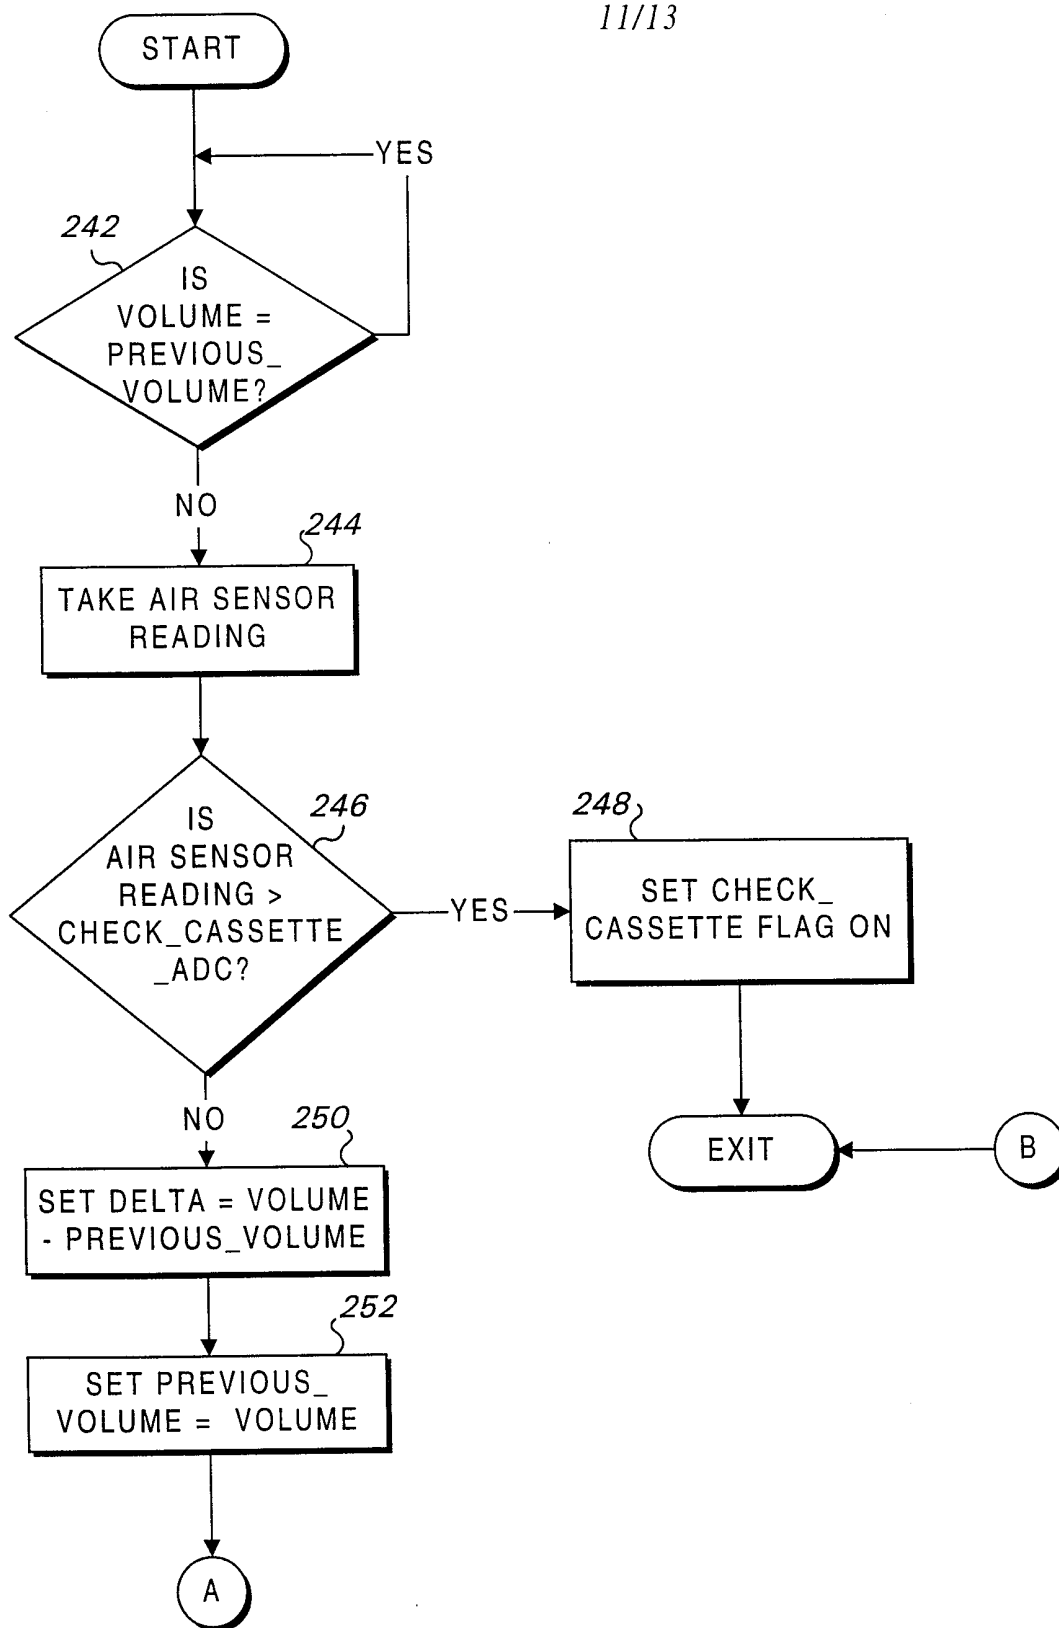 11/13
START
YES
242
IS
VOLUME =
PREVIOUS_
VOLUME?
NO
244
TAKE AIR SENSOR
READING
246
IS
AIR SENSOR
READING >
CHECK_CASSETTE
_ADC?
YES
248
SET CHECK_
CASSETTE FLAG ON
NO
250
EXIT
B
SET DELTA = VOLUME
- PREVIOUS_VOLUME
252
SET PREVIOUS_
VOLUME = VOLUME
A